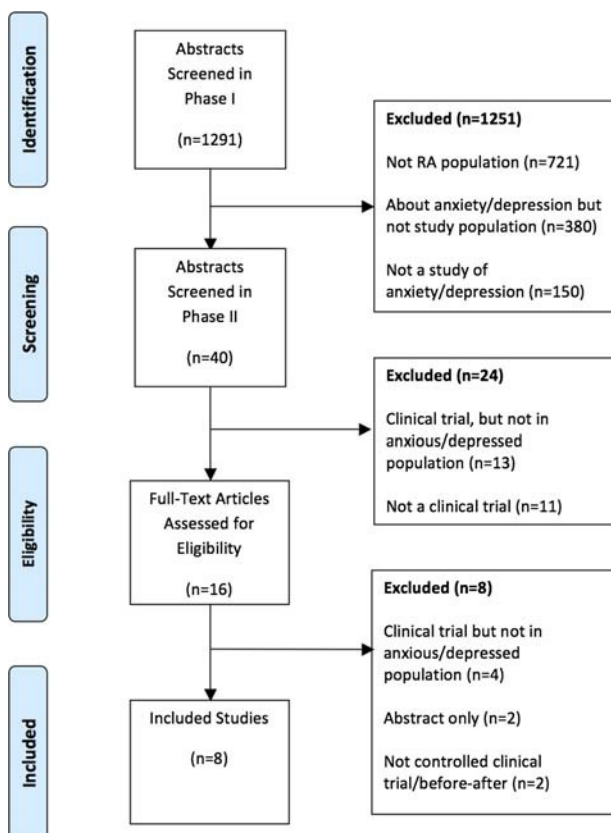 Identification
Abstracts
Screened in
Phase I
(n=1291)
Excluded (n=1251)
Not RA population (n=721)
About anxiety/depression but
not study population (n=380)
Not a study of
anxiety/depression (n=150)
Screening
Abstracts
Screened in
Phase II
(n=40)
Excluded (n=24)
Clinical trial, but not in
anxious/depressed
population (n=13)
Not a clinical trial (n=11)
Eligibility
Full-Text Articles
Assessed for
Eligibility
(n=16)
Excluded (n=8)
Clinical trial but not in
anxious/depressed
population (n=4)
Abstract only (n=2)
Not controlled clinical
trial/before-after (n=2)
Included
Included Studies
(n=8)